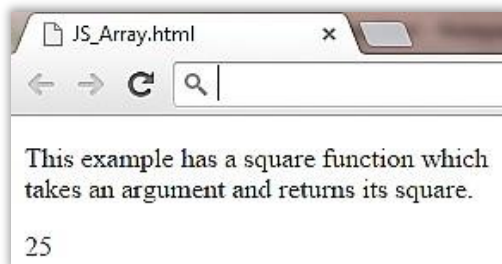 JS_Array.html
This example has a square function which
takes an argument and returns its square.
25